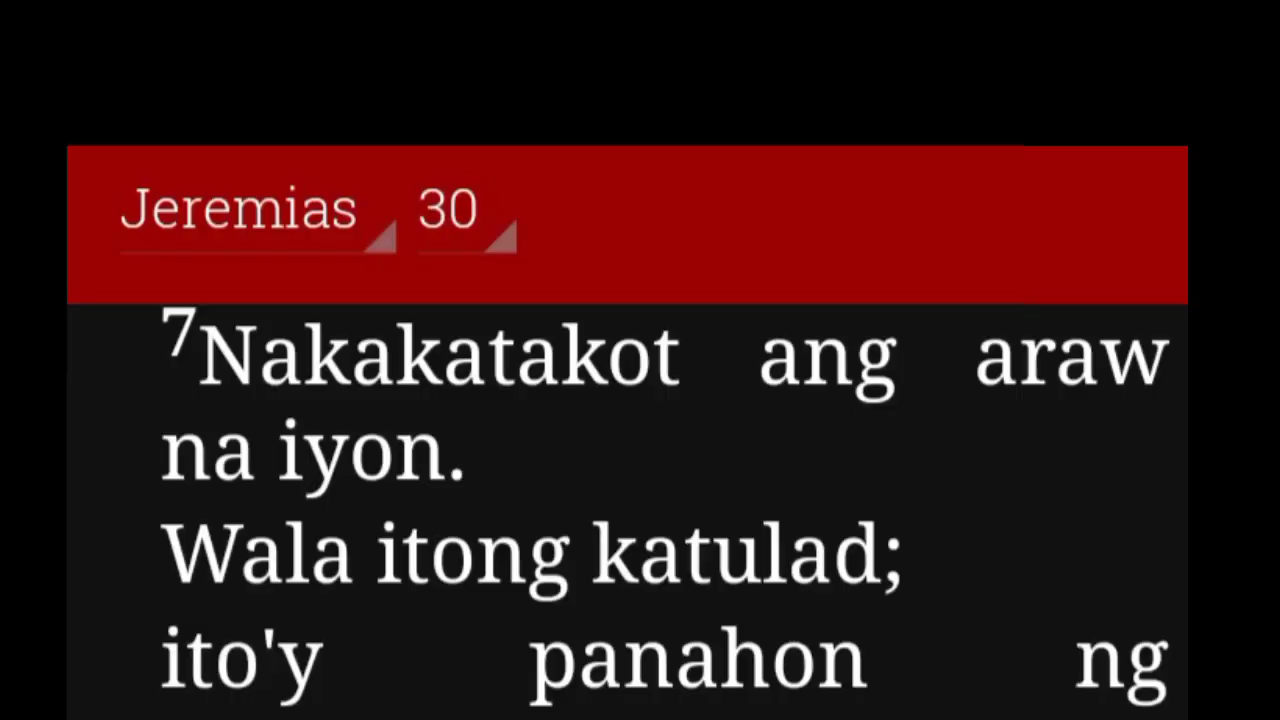 Jeremias 30
7Nakakatakot ang araw
na iyon.
Wala itong katulad;
ito'y panahon ng